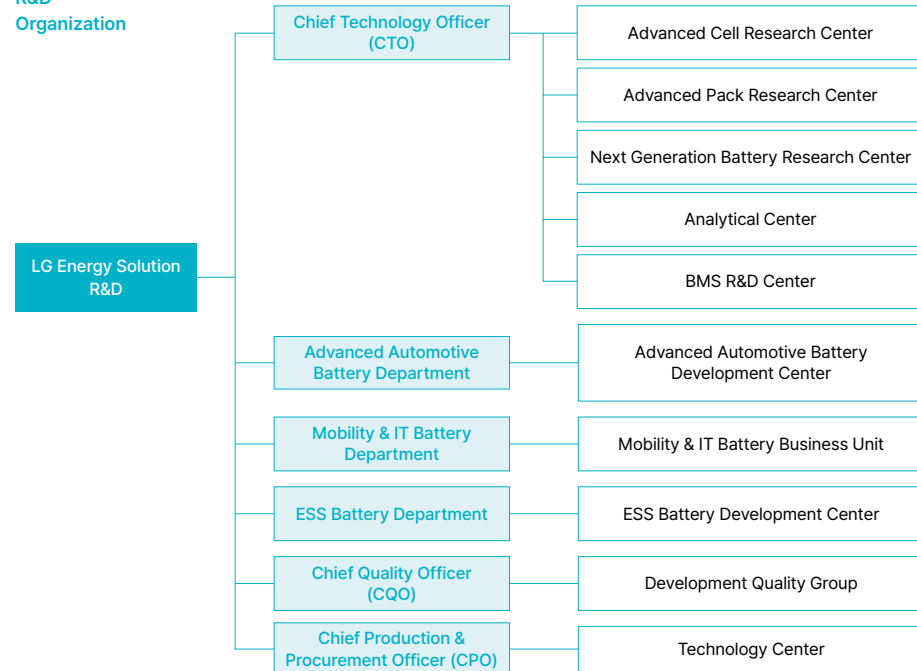 R&D
Organization
Chief Technology Officer
(CTO)
Advanced Cell Research Center
Advanced Pack Research Center
Next Generation Battery Research Center
Analytical Center
BMS R&D Center
LG Energy Solution
R&D
Advanced Automotive
Battery Department
Advanced Automotive Battery
Development Center
Mobility & IT Battery
Department
Mobility & IT Battery Business Unit
ESS Battery Department
ESS Battery Development Center
Chief Quality Officer
(CQO)
Development Quality Group
Chief Production &
Procurement Officer (CPO)
Technology Center